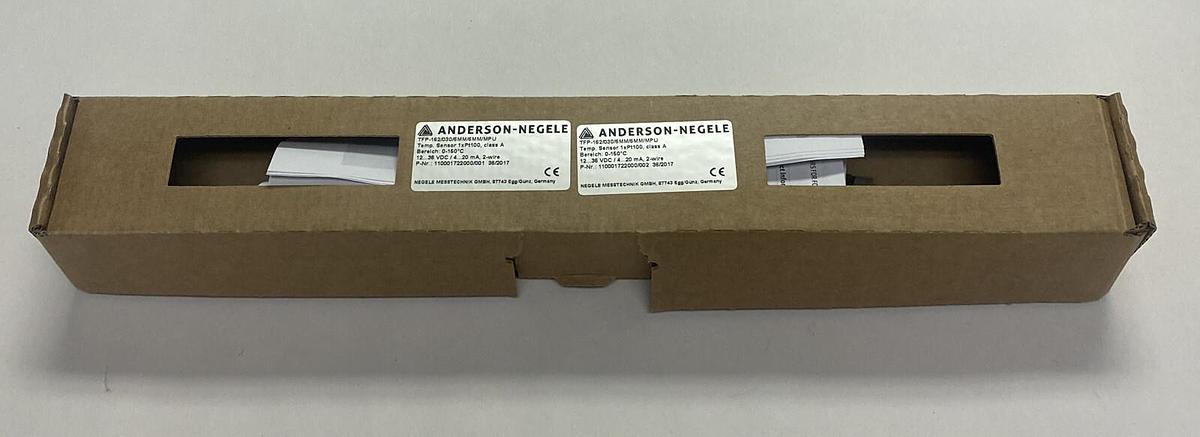 ANDERSON-NEGELE
TFP-162/030/6MM/6MM/MPU
Temp. Sensor 1xPt100, class A
Bereich: 0-150°C
12...36 VDC / 4...20 mA, 2-wire
P-Nr.: 110001722000/001 36/2017
CE
NEGELE MESSTECHNIK GMBH, 87743 Egg/Günz, Germany
ANDERSON-NEGELE
TFP-162/030/6MM/6MM/MPU
Temp. Sensor 1xPt100, class A
Bereich: 0-150°C
12...36 VDC / 4...20 mA, 2-wire
P-Nr.: 110001722000/002 36/2017
CE
NEGELE MESSTECHNIK GMBH, 87743 Egg/Günz, Germany